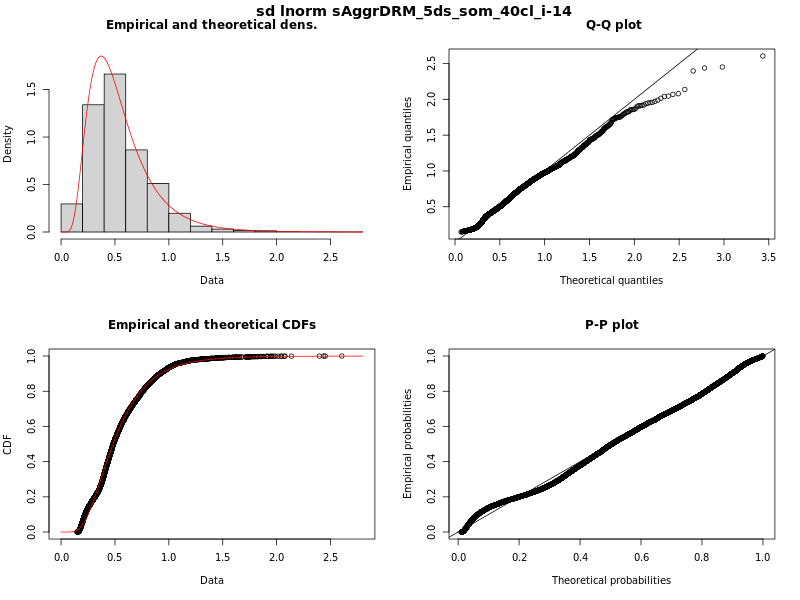 sd lnorm sAggrDRM_5ds_som_40cl_i-14
Empirical and theoretical dens.
Density
0.0 0.5 1.0 1.5
0.0 0.5 1.0 1.5 2.0 2.5
Data
Q-Q plot
Empirical quantiles
0.5 1.0 1.5 2.0 2.5
0.0 0.5 1.0 1.5 2.0 2.5 3.0 3.5
Theoretical quantiles
Empirical and theoretical CDFs
CDF
0.0 0.2 0.4 0.6 0.8 1.0
0.0 0.5 1.0 1.5 2.0 2.5
Data
P-P plot
Empirical probabilities
0.0 0.2 0.4 0.6 0.8 1.0
0.0 0.2 0.4 0.6 0.8 1.0
Theoretical probabilities